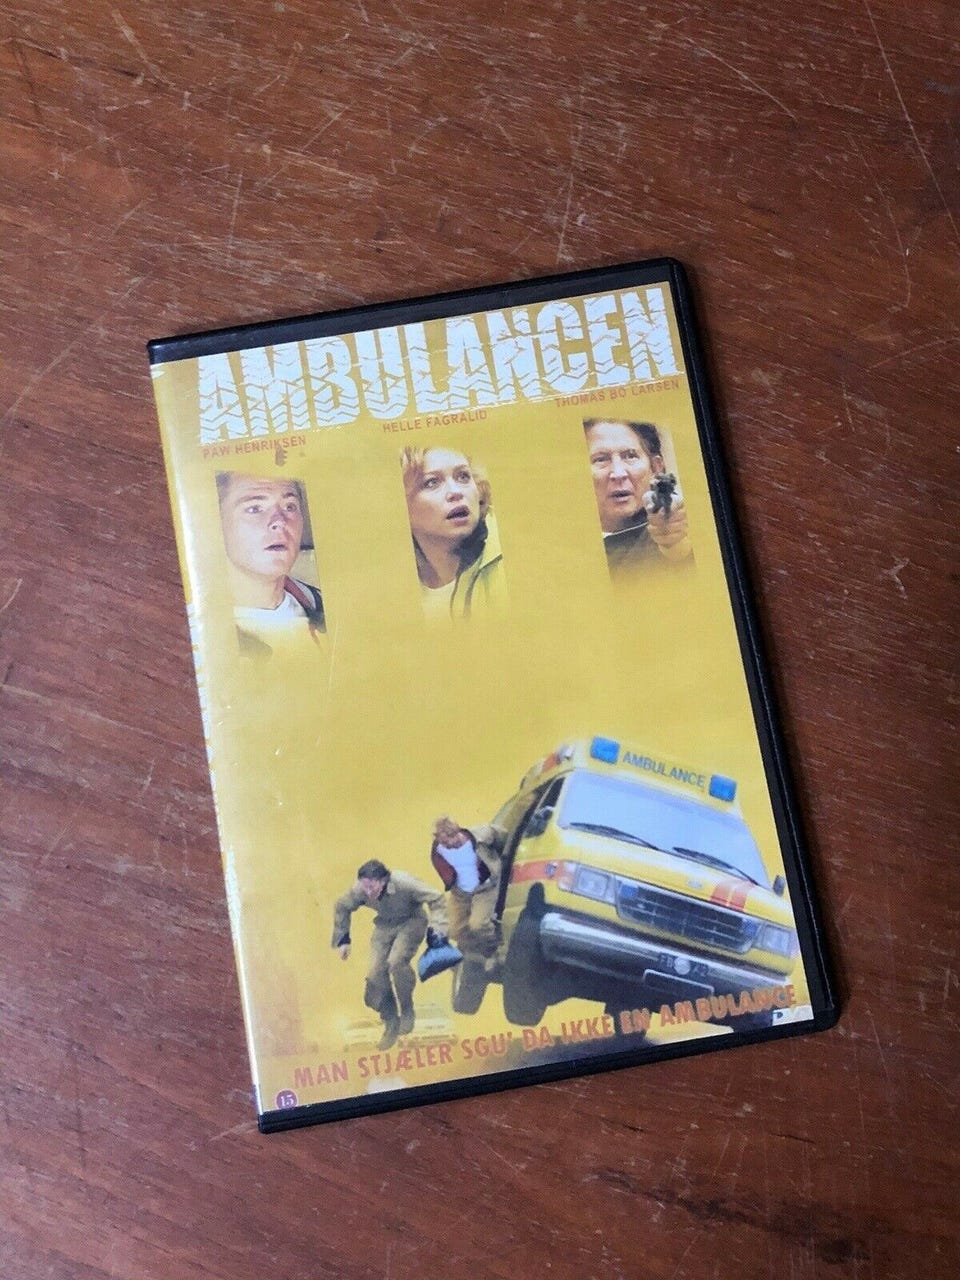 AMBULANCEN
PAW HENRIKSEN
HELLE FAGRALID
THOMAS BO LARSEN
AMBULANCE
MAN STJÆLER SGU' DA IKKE EN AMBULANCE
15